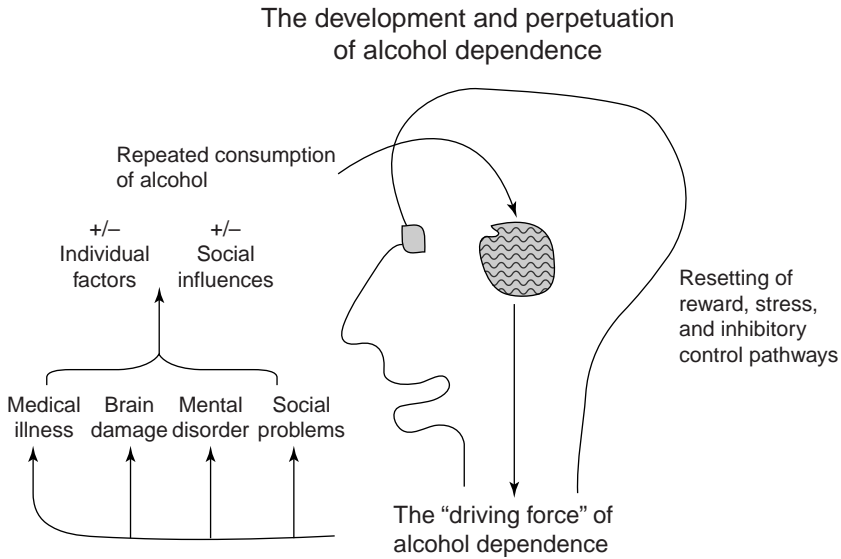 The development and perpetuation
of alcohol dependence
Repeated consumption
of alcohol
+/–
Individual
factors
+/–
Social
influences
Resetting of
reward, stress,
and inhibitory
control pathways
Medical
illness
Brain
damage
Mental
disorder
Social
problems
The “driving force” of
alcohol dependence